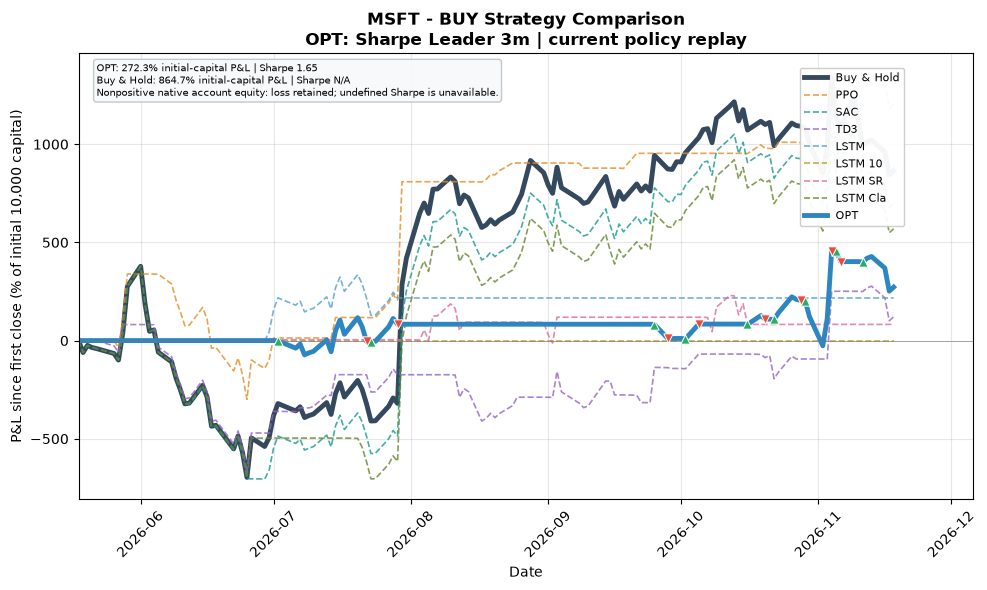 MSFT - BUY Strategy Comparison
OPT: Sharpe Leader 3m | current policy replay
OPT: 272.3% initial-capital P&L | Sharpe 1.65
Buy & Hold: 864.7% initial-capital P&L | Sharpe N/A
Nonpositive native account equity: loss retained; undefined Sharpe is unavailable.
Buy & Hold
PPO
SAC
TD3
LSTM
LSTM 10
LSTM SR
LSTM Cla
OPT
P&L since first close (% of initial 10,000 capital)
1000
500
0
−500
2026-06
2026-07
2026-08
2026-09
2026-10
2026-11
2026-12
Date